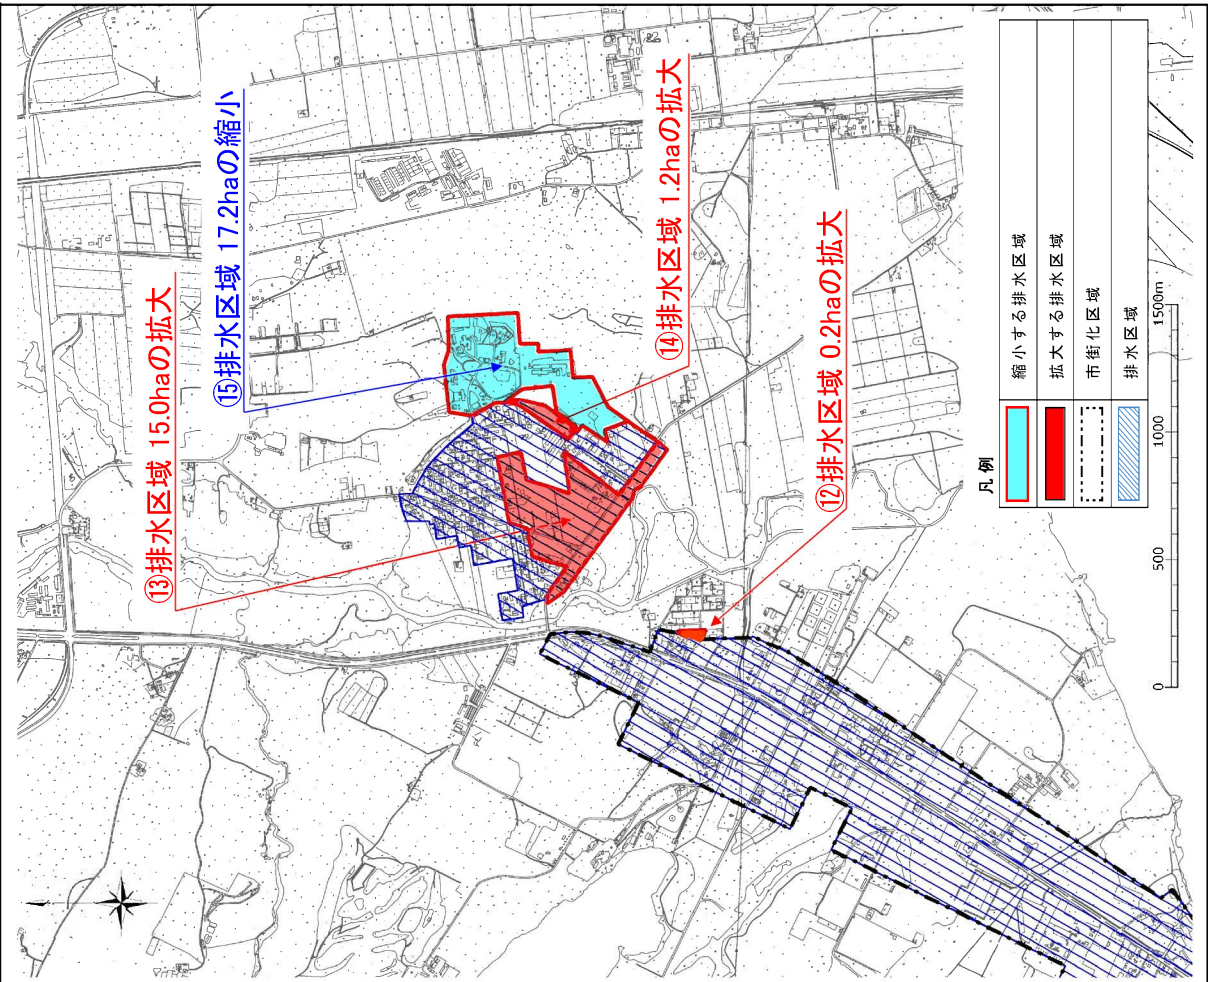 ⑬排水区域 15.0haの拡大
⑮排水区域 17.2haの縮小
⑭排水区域 1.2haの拡大
⑫排水区域 0.2haの拡大
凡例
縮小する排水区域
拡大する排水区域
市街化区域
排水区域
0 500 1000 1500m